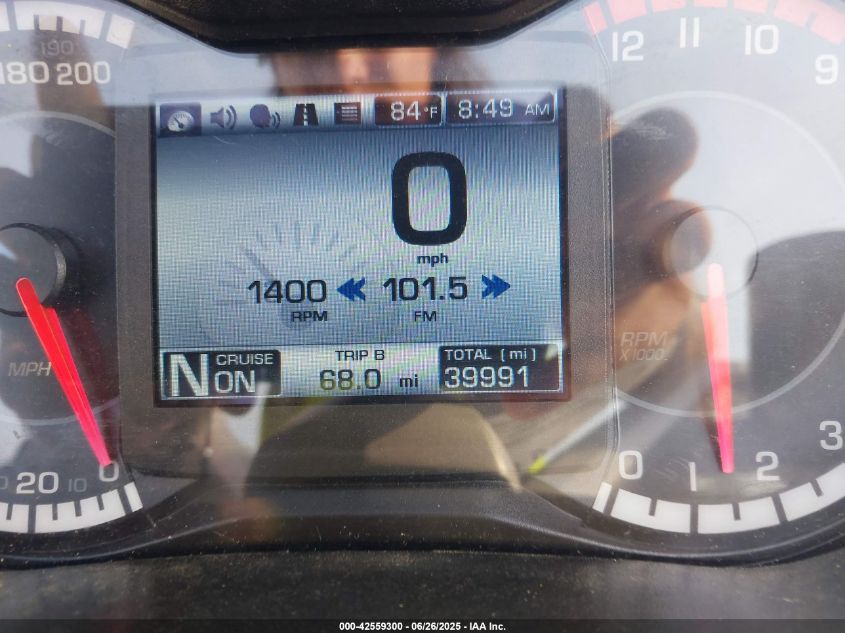 190
180 200
84°F 8:49 AM
12 11 10 9
0
mph
1400 101.5
RPM FM
RPM
X1000
MPH
N CRUISE ON
TRIP B
68.0 mi
TOTAL (mi)
39991
20 10 0
0 1 2 3
000-42559300 - 06/26/2025 - IAA Inc.